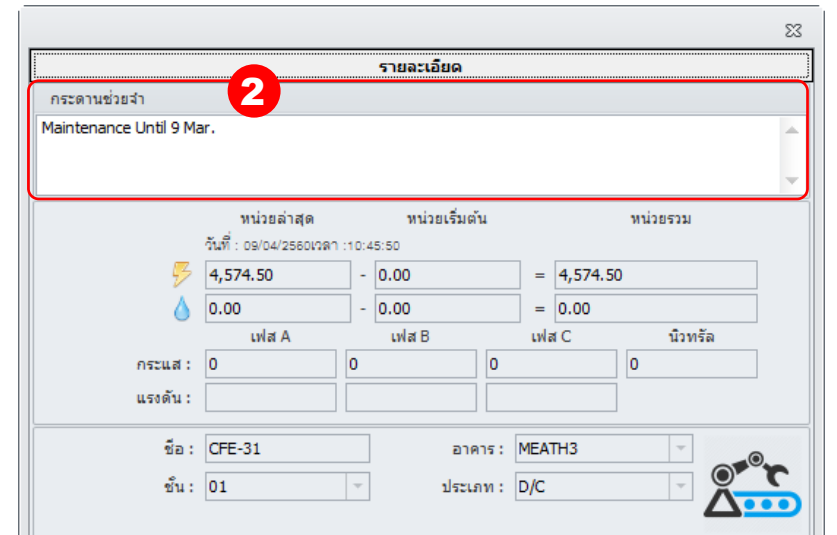 รายละเอียด
2
กระดานช่วยจำ
Maintenance Until 9 Mar.
หน่วยล่าสุด หน่วยเริ่มต้น หน่วยรวม
วันที่ : 09/04/2560เวลา :10:45:50
4,574.50 - 0.00 = 4,574.50
0.00 - 0.00 = 0.00
เฟส A เฟส B เฟส C นิวทรัล
กระแส : 0 0 0 0
แรงดัน :
ชื่อ : CFE-31 อาคาร : MEATH3
ชั้น : 01 ประเภท : D/C